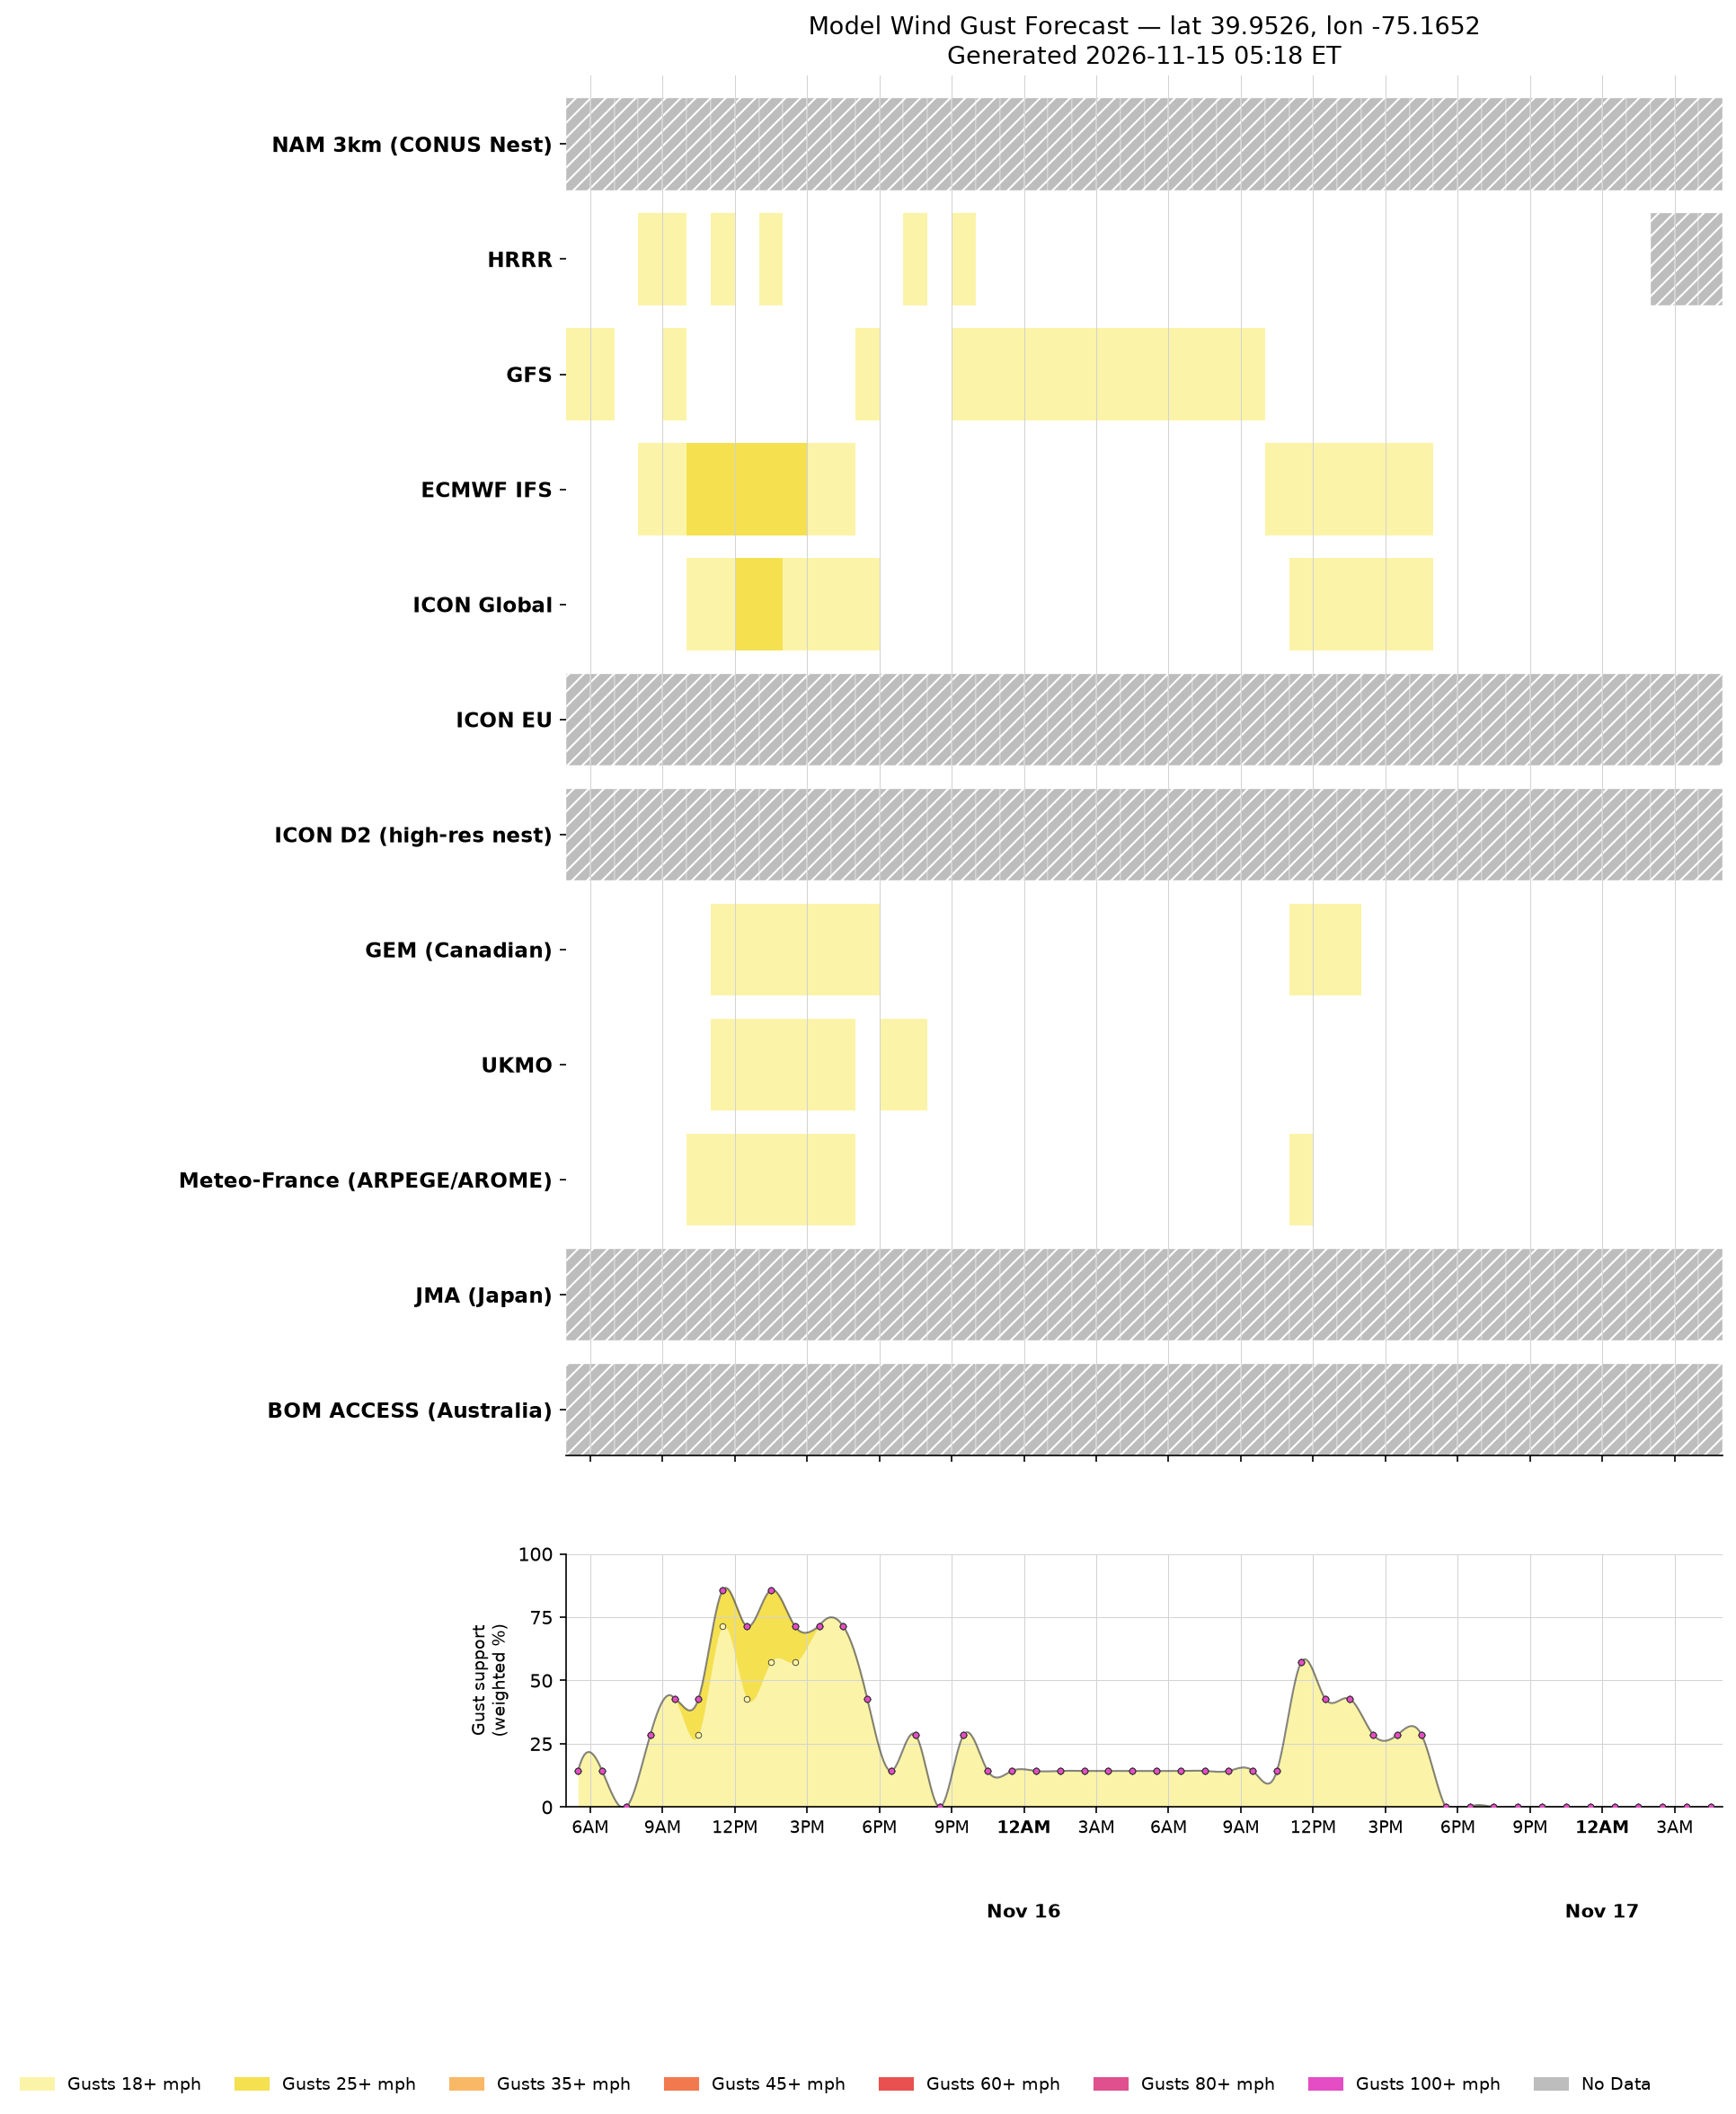 Model Wind Gust Forecast — lat 39.9526, lon -75.1652
Generated 2026-11-15 05:18 ET
NAM 3km (CONUS Nest)
HRRR
GFS
ECMWF IFS
ICON Global
ICON EU
ICON D2 (high-res nest)
GEM (Canadian)
UKMO
Meteo-France (ARPEGE/AROME)
JMA (Japan)
BOM ACCESS (Australia)
Gust support
(weighted %)
100
75
50
25
0
6AM 9AM 12PM 3PM 6PM 9PM 12AM 3AM 6AM 9AM 12PM 3PM 6PM 9PM 12AM 3AM
Nov 16 Nov 17
Gusts 18+ mph Gusts 25+ mph Gusts 35+ mph Gusts 45+ mph Gusts 60+ mph Gusts 80+ mph Gusts 100+ mph No Data